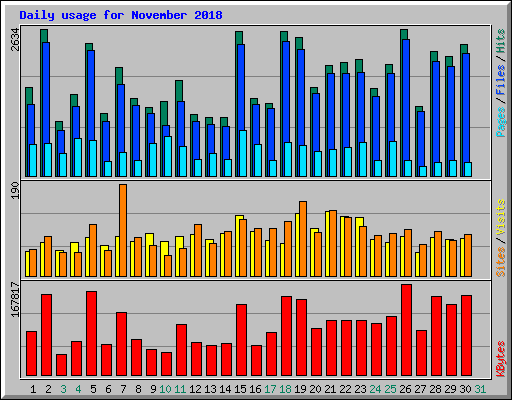 Daily usage for November 2018
2634
Pages / Files / Hits
190
Sites / Visits
167817
KBytes
1 2 3 4 5 6 7 8 9 10 11 12 13 14 15 16 17 18 19 20 21 22 23 24 25 26 27 28 29 30 31